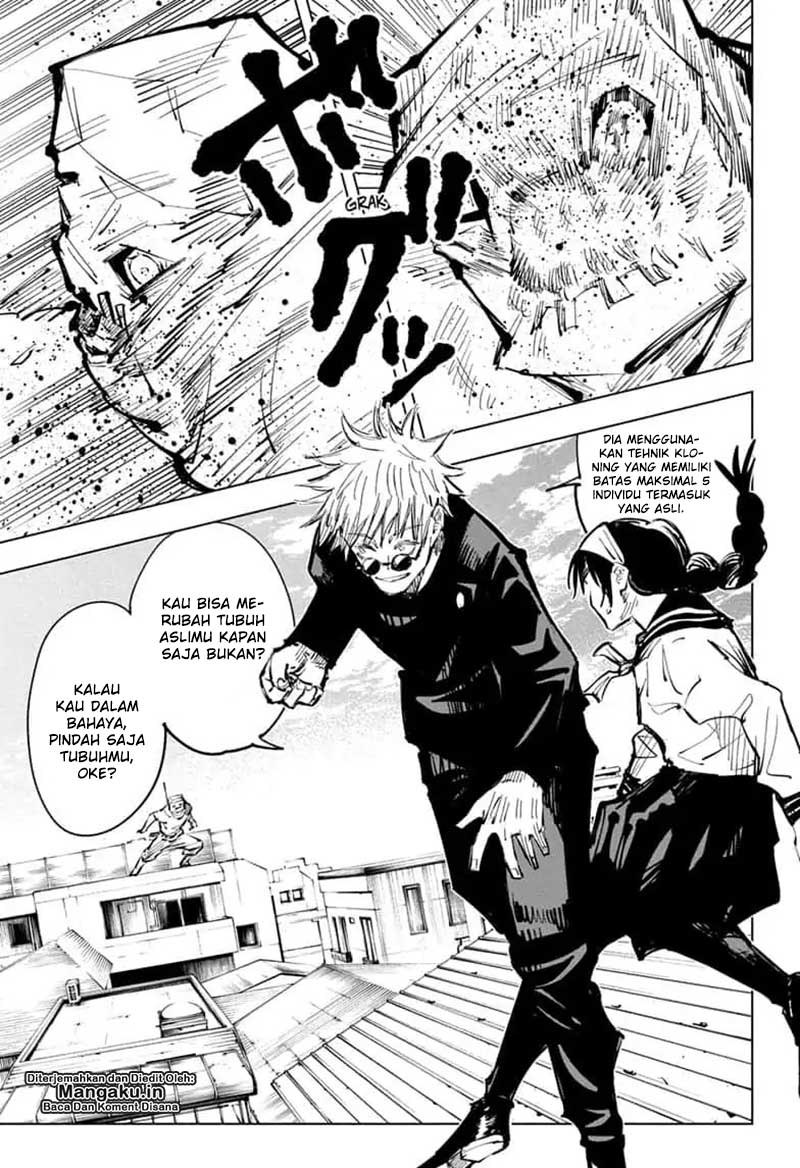 ボグッ
GRAK
DIA MENGGUNA-
KAN TEHNIK KLO-
NING YANG MEMILIKI
BATAS MAKSIMAL 5
INDIVIDU TERMASUK
YANG ASLI.
KAU BISA ME-
RUBAH TUBUH
ASLIMU KAPAN
SAJA BUKAN?
KALAU
KAU DALAM
BAHAYA,
PINDAH SAJA
TUBUHMU,
OKE?
Diterjemahkan dan Diedit Oleh:
Mangaku.in
Baca Dan Koment Disana